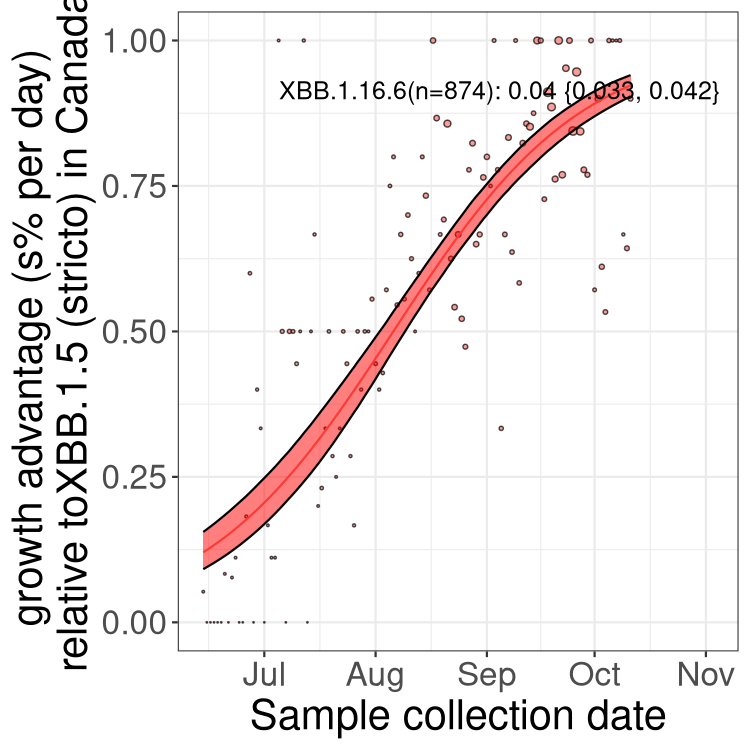 growth advantage (s% per day)
relative toXBB.1.5 (stricto) in Canada
1.00
0.75
0.50
0.25
0.00
XBB.1.16.6(n=874): 0.04 {0.033, 0.042}
Jul Aug Sep Oct Nov
Sample collection date